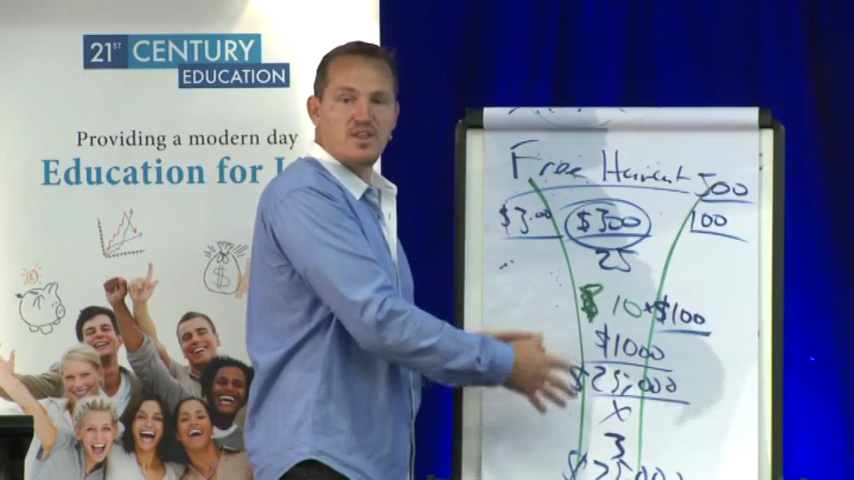 21ST CENTURY
EDUCATION
Providing a modern day
Education for
Free 500
$3.00 $300 100
25
$ 10 x $100
$1000
$25,000
x
3